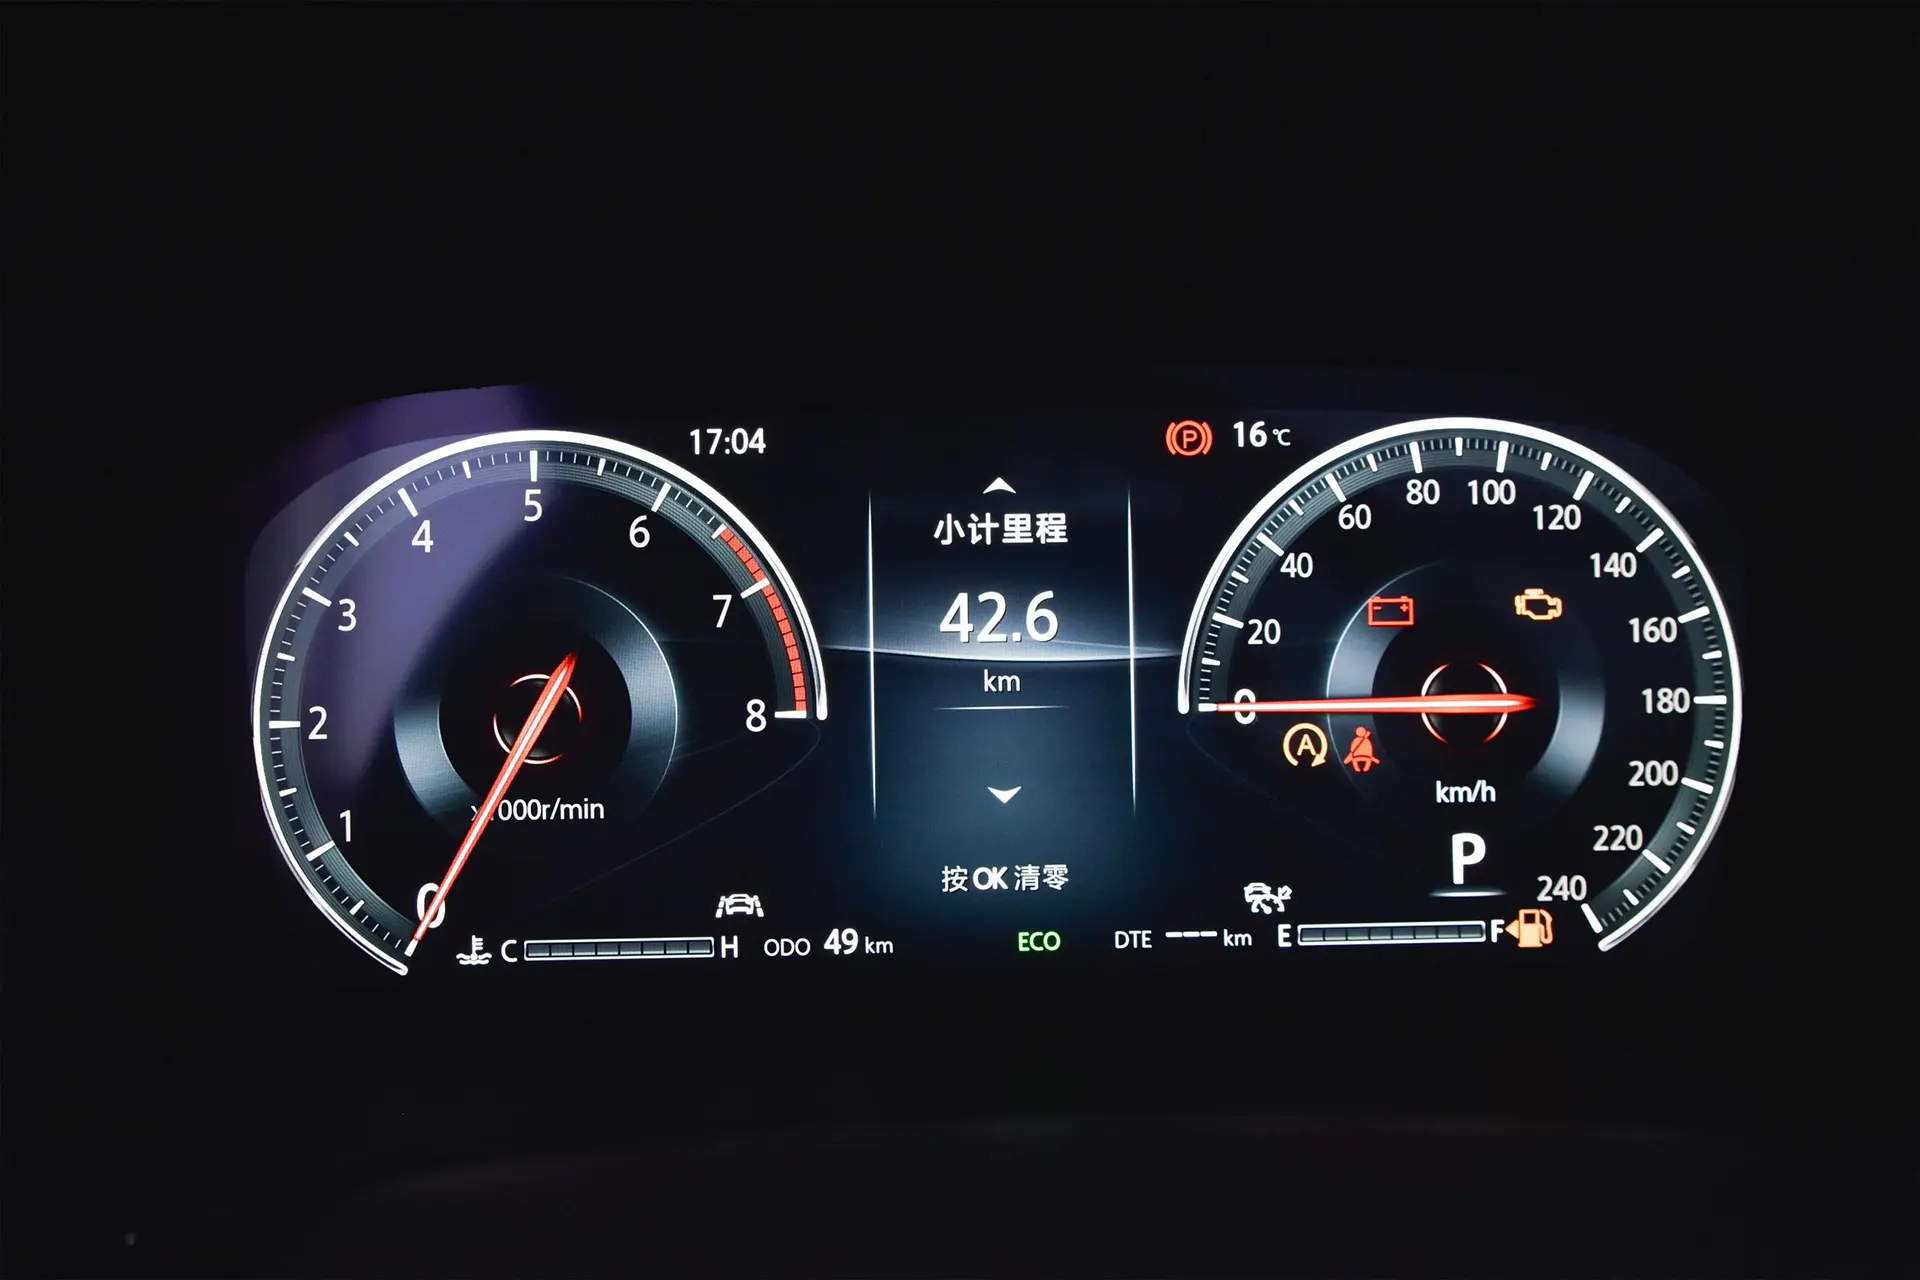 17:04
P 16℃
小计里程
42.6
km
按OK清零
0
1
2
3
4
5
6
7
8
x1000r/min
0
20
40
60
80
100
120
140
160
180
200
220
240
A
km/h
P
C H
ODO 49 km
ECO
DTE --- km
E F